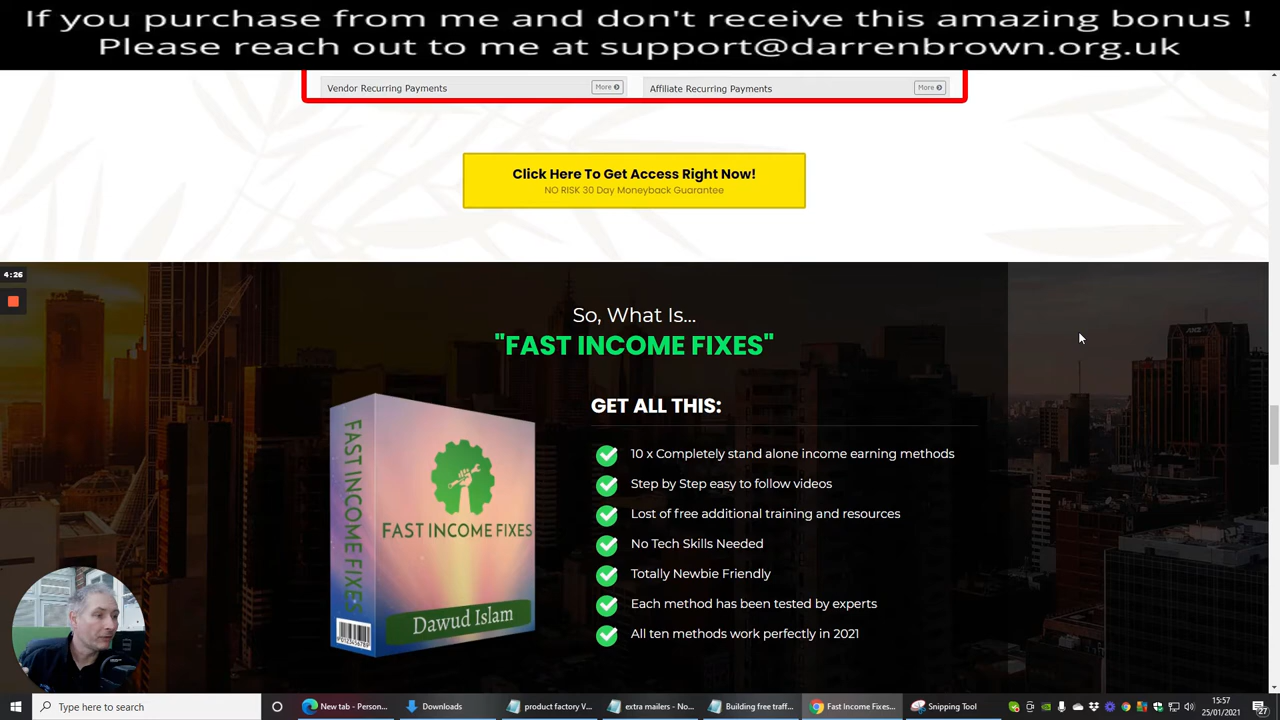 If you purchase from me and don't receive this amazing bonus !
Please reach out to me at support@darrenbrown.org.uk
Vendor Recurring Payments
More
Affiliate Recurring Payments
More
Click Here To Get Access Right Now!
NO RISK 30 Day Moneyback Guarantee
4:26
So, What Is...
"FAST INCOME FIXES"
GET ALL THIS:
10 x Completely stand alone income earning methods
Step by Step easy to follow videos
Lost of free additional training and resources
No Tech Skills Needed
Totally Newbie Friendly
Each method has been tested by experts
All ten methods work perfectly in 2021
FAST INCOME FIXES
FAST INCOME FIXES
Dawud Islam
Type here to search
New tab - Person...
Downloads
product factory V...
extra mailers - No...
Building free traff...
Fast Income Fixes...
Snipping Tool
15:57
25/01/2021
27